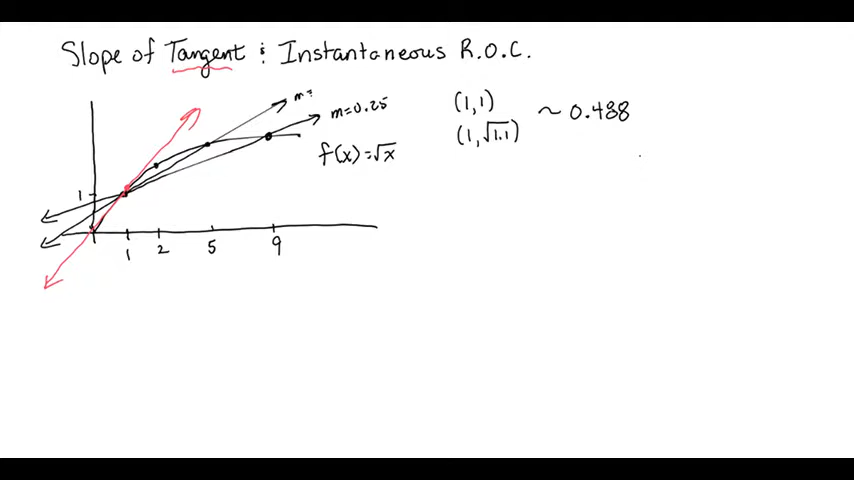 Slope of Tangent & Instantaneous R.O.C.
m=
m=0.25
f(x)=√x
(1,1)
(1,√1.1)
~ 0.488
1
1 2 5 9